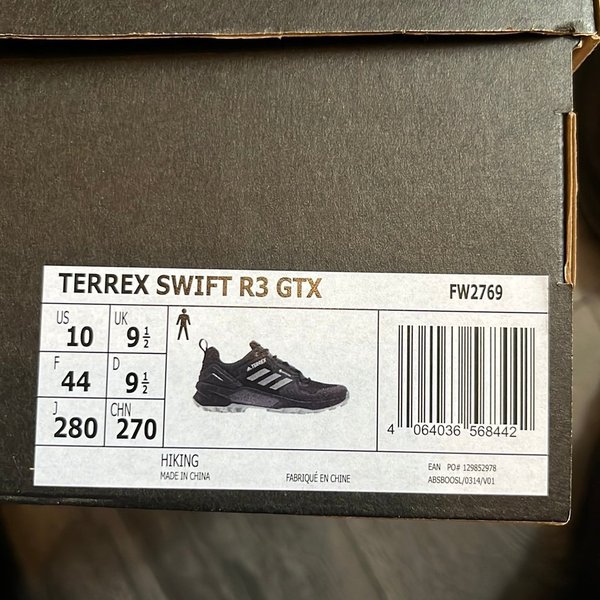 TERREX SWIFT R3 GTX FW2769
US 10 UK 9 1/2
F 44 D 9 1/2
J 280 CHN 270
TERREX
4 064036 568442
HIKING
MADE IN CHINA FABRIQUÉ EN CHINE
EAN PO# 129852978
ABSBOOSL/0314/V01